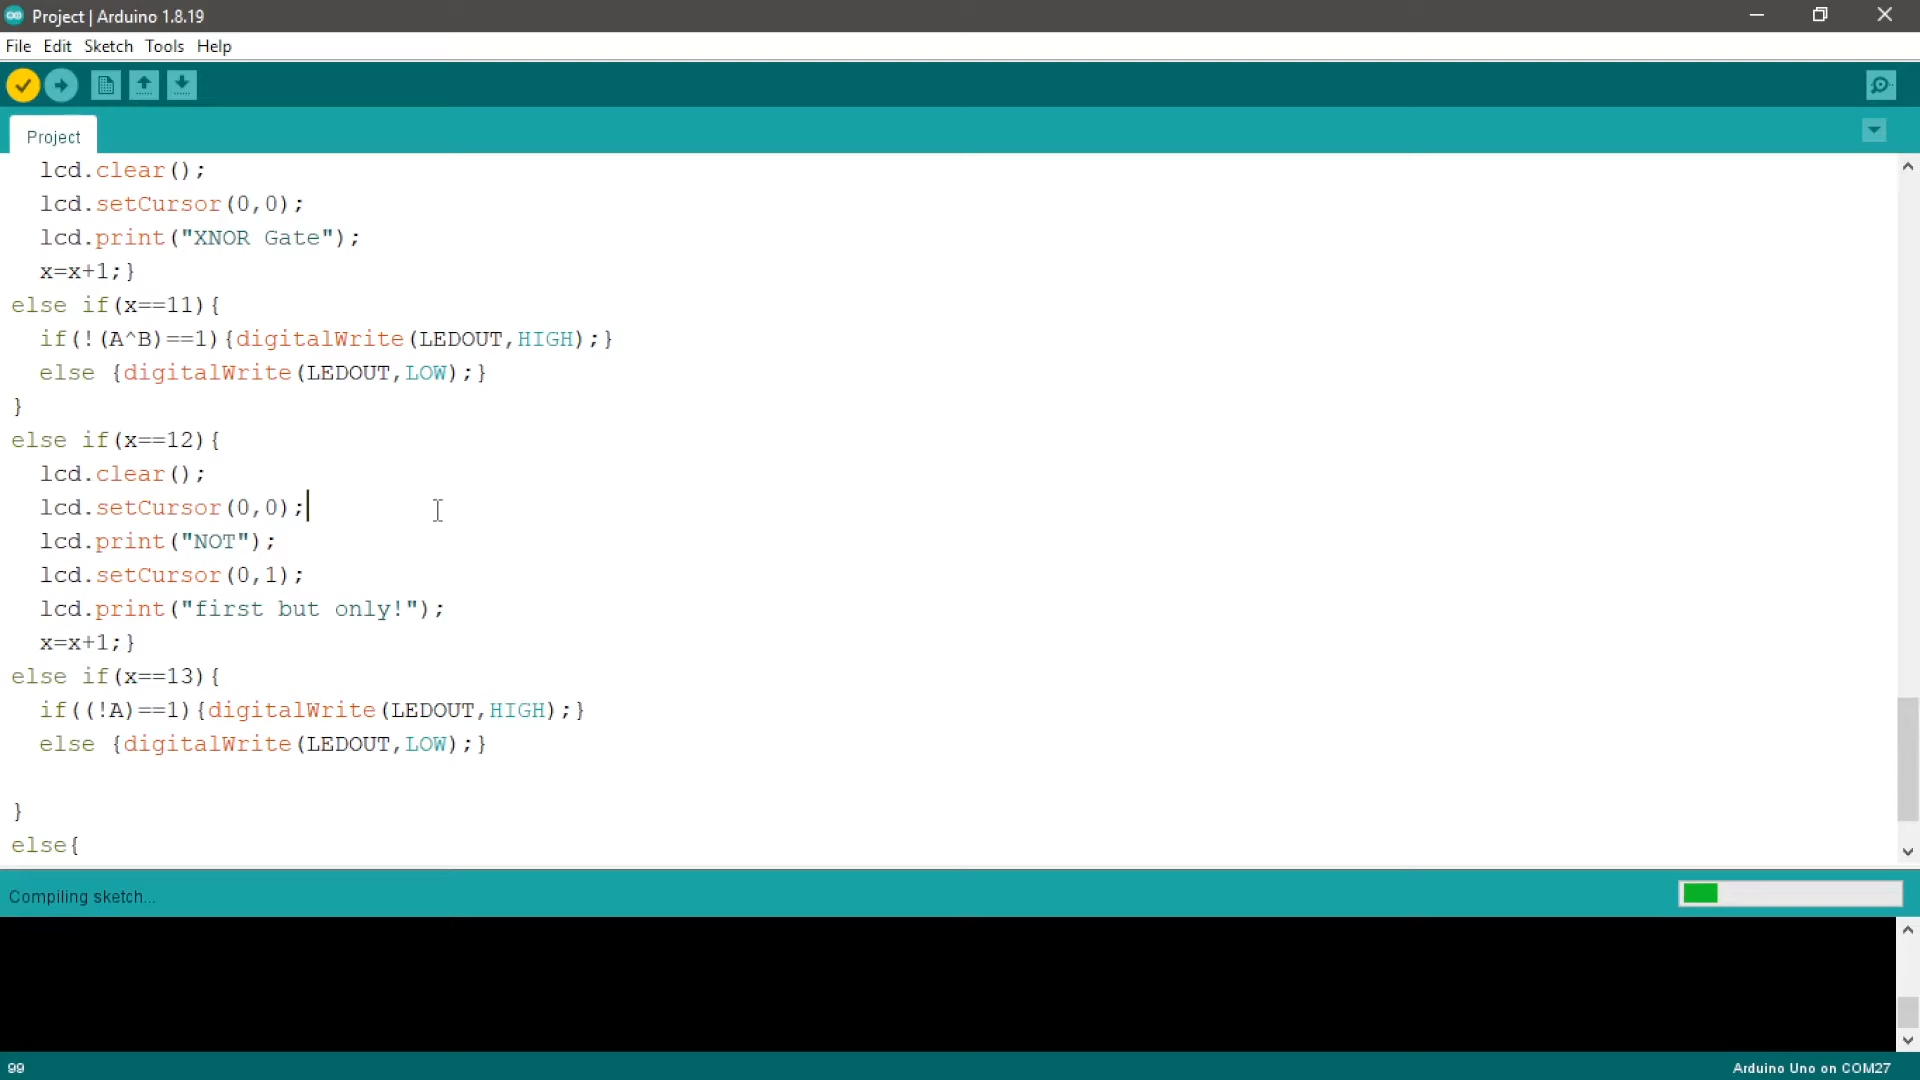 Project | Arduino 1.8.19
File Edit Sketch Tools Help
Project
lcd.clear();
lcd.setCursor(0,0);
lcd.print("XNOR Gate");
x=x+1;}
else if(x==11){
if(!(A^B)==1){digitalWrite(LEDOUT,HIGH);}
else {digitalWrite(LEDOUT,LOW);}
}
else if(x==12){
lcd.clear();
lcd.setCursor(0,0);
lcd.print("NOT");
lcd.setCursor(0,1);
lcd.print("first but only!");
x=x+1;}
else if(x==13){
if((!A)==1){digitalWrite(LEDOUT,HIGH);}
else {digitalWrite(LEDOUT,LOW);}
}
else{
Compiling sketch...
99
Arduino Uno on COM27